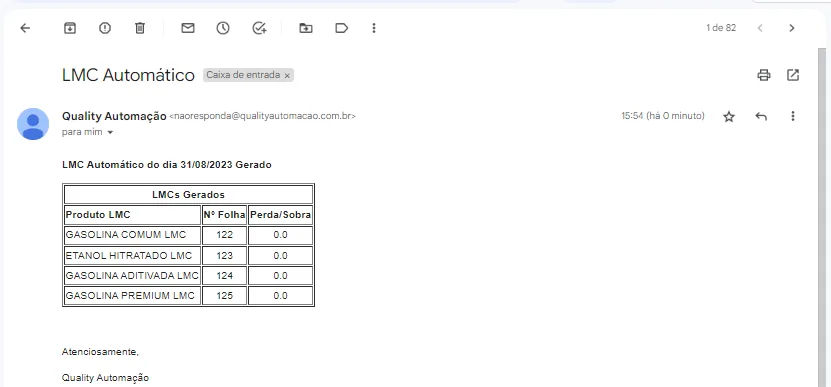 1 de 82
LMC Automático Caixa de entrada ×
Quality Automação <naoresponda@qualityautomacao.com.br> 15:54 (há 0 minuto)
para mim
LMC Automático do dia 31/08/2023 Gerado
LMCs Gerados
Produto LMC Nº Folha Perda/Sobra
GASOLINA COMUM LMC 122 0.0
ETANOL HITRATADO LMC 123 0.0
GASOLINA ADITIVADA LMC 124 0.0
GASOLINA PREMIUM LMC 125 0.0
Atenciosamente,
Quality Automação